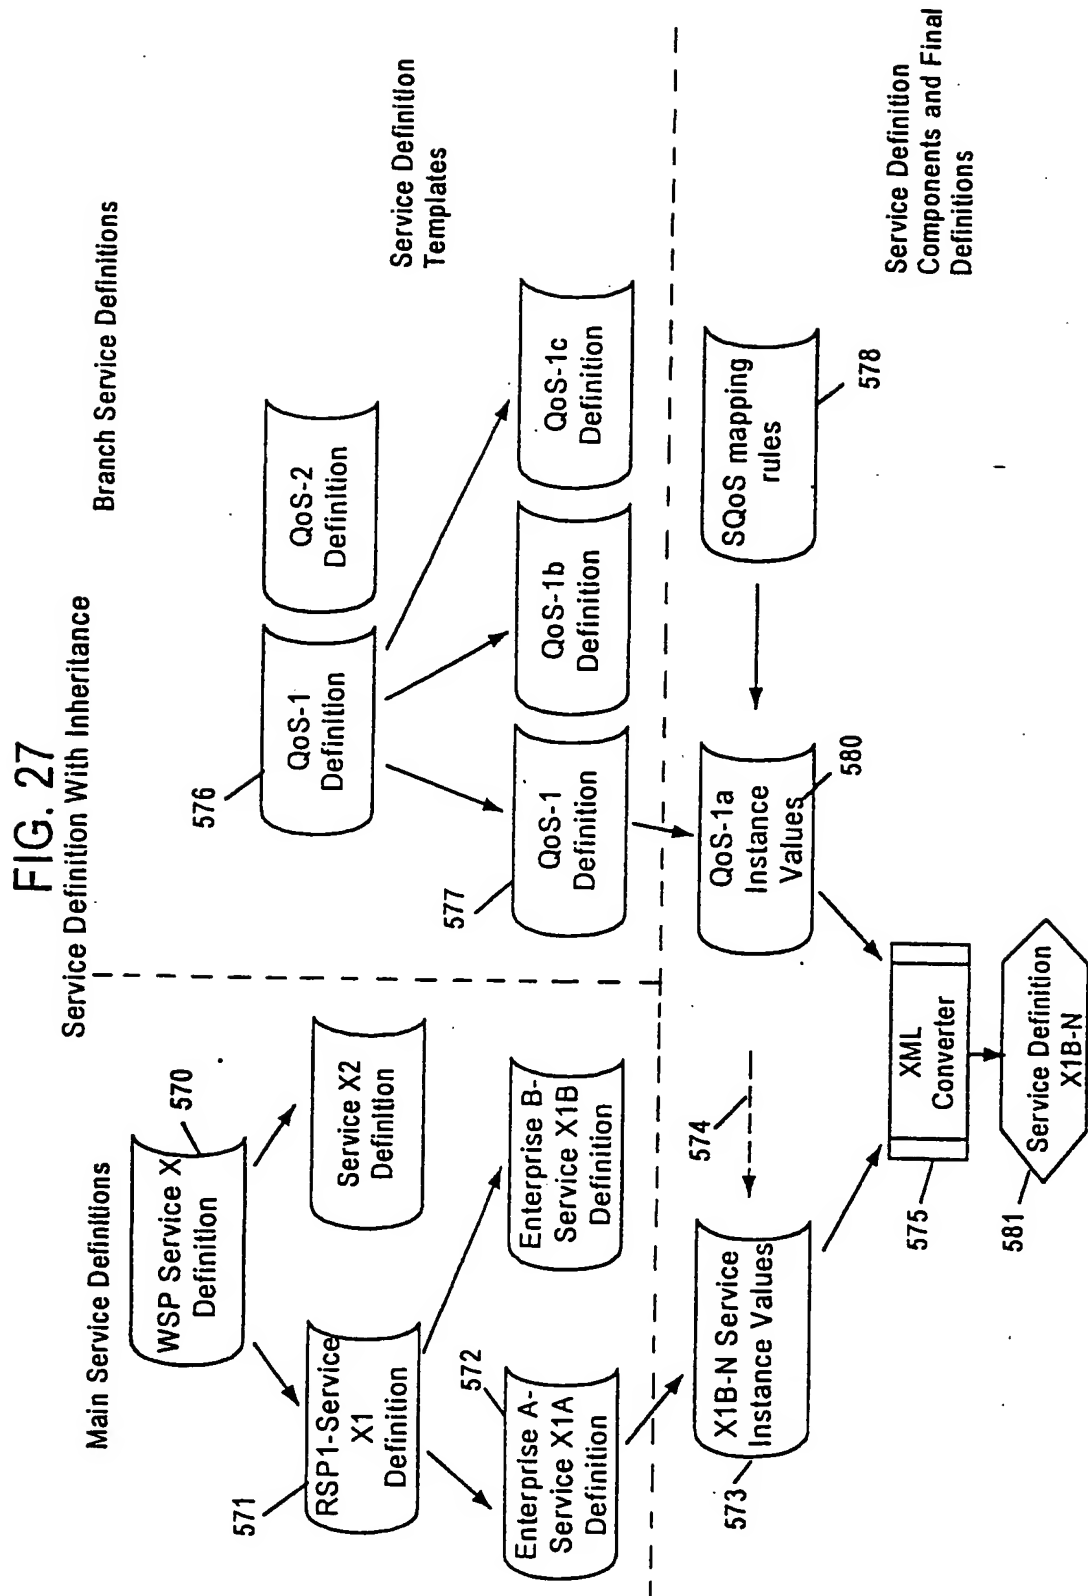 FIG. 27
Service Definition With Inheritance
Main Service Definitions
Branch Service Definitions
WSP Service X
Definition
570
576
QoS-1
Definition
QoS-2
Definition
Service Definition
Templates
571
RSP1-Service
X1
Definition
Service X2
Definition
572
Enterprise A-
Service X1A
Definition
Enterprise B-
Service X1B
Definition
577
QoS-1
Definition
QoS-1b
Definition
QoS-1c
Definition
573
X1B-N Service
Instance Values
574
QoS-1a
Instance
Values
580
SQoS mapping
rules
578
Service Definition
Components and Final
Definitions
575
XML
Converter
581
Service Definition
X1B-N